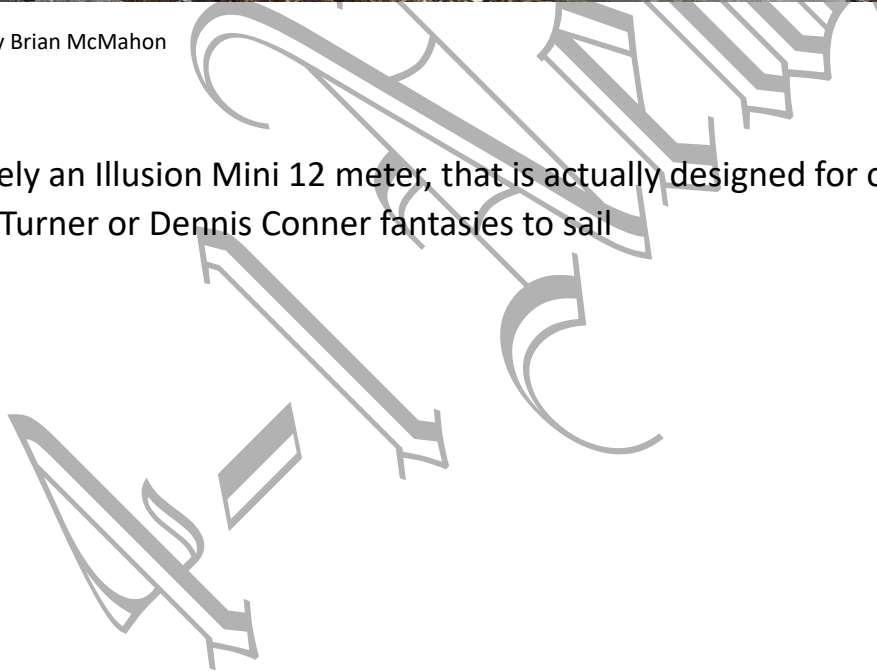 y Brian McMahon
ely an Illusion Mini 12 meter, that is actually designed for
Turner or Dennis Conner fantasies to sail